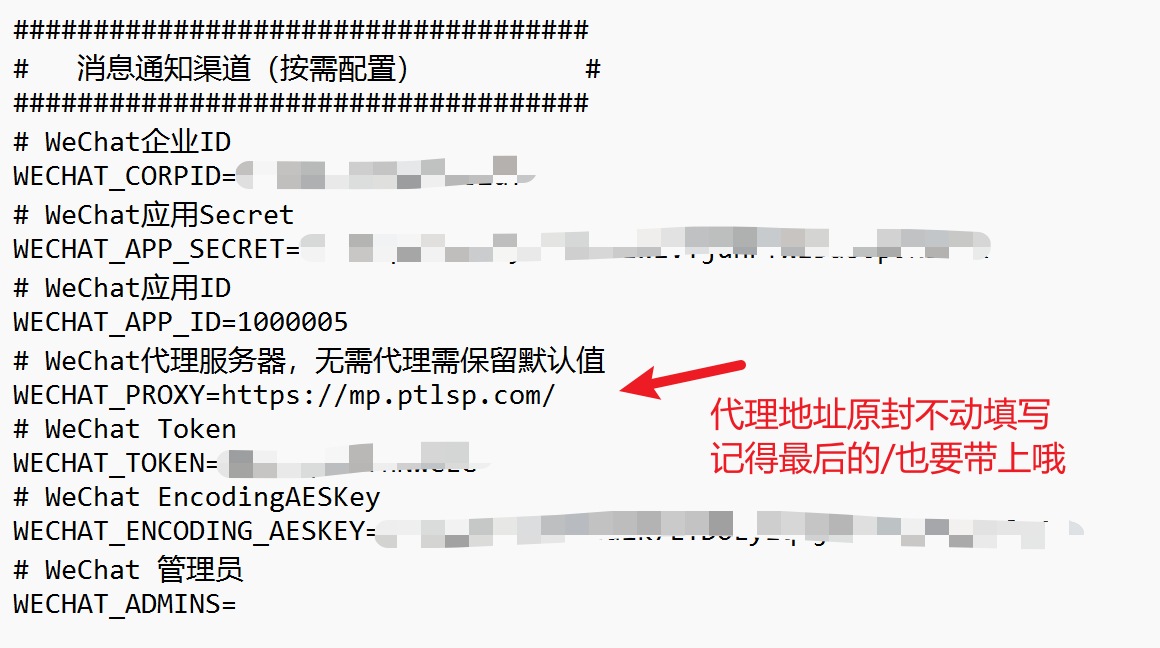 ####################################
#   消息通知渠道（按需配置）          #
####################################
# WeChat企业ID
WECHAT_CORPID=
# WeChat应用Secret
WECHAT_APP_SECRET=
# WeChat应用ID
WECHAT_APP_ID=1000005
# WeChat代理服务器，无需代理需保留默认值
WECHAT_PROXY=https://mp.ptlsp.com/
代理地址原封不动填写
记得最后的/也要带上哦
# WeChat Token
WECHAT_TOKEN=
# WeChat EncodingAESKey
WECHAT_ENCODING_AESKEY=
# WeChat 管理员
WECHAT_ADMINS=